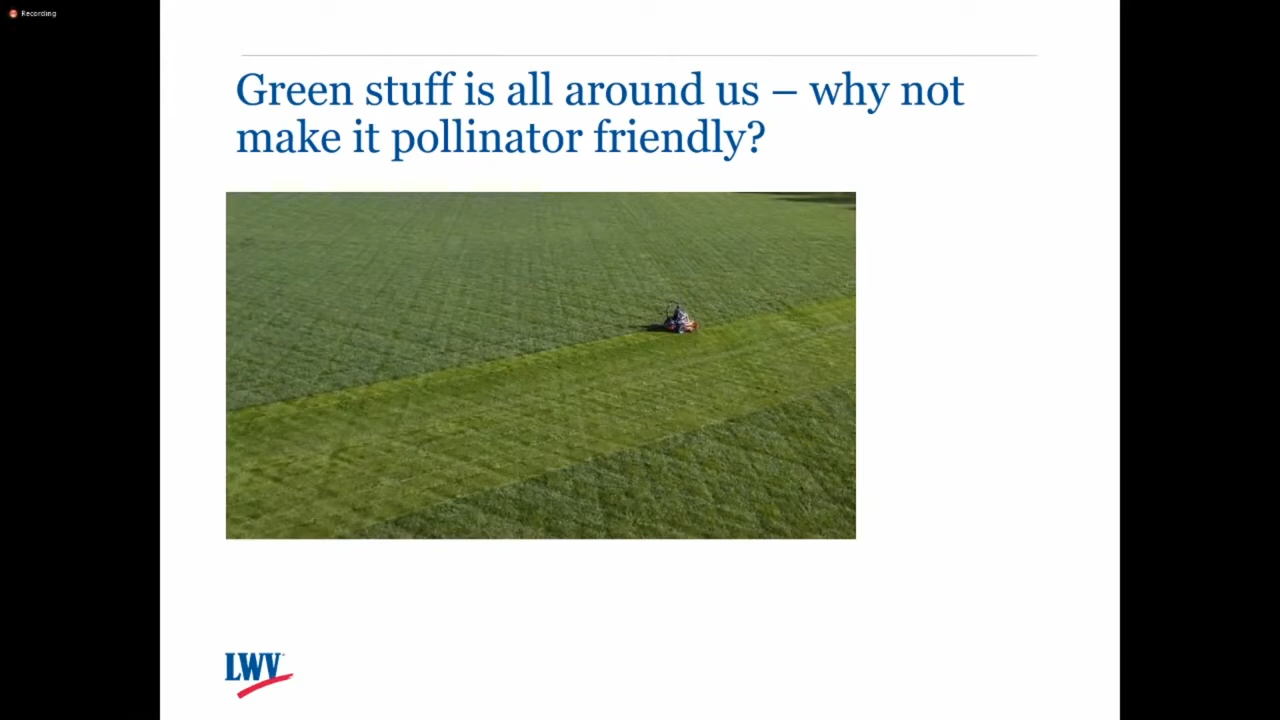 Recording
Green stuff is all around us – why not
make it pollinator friendly?
LWV